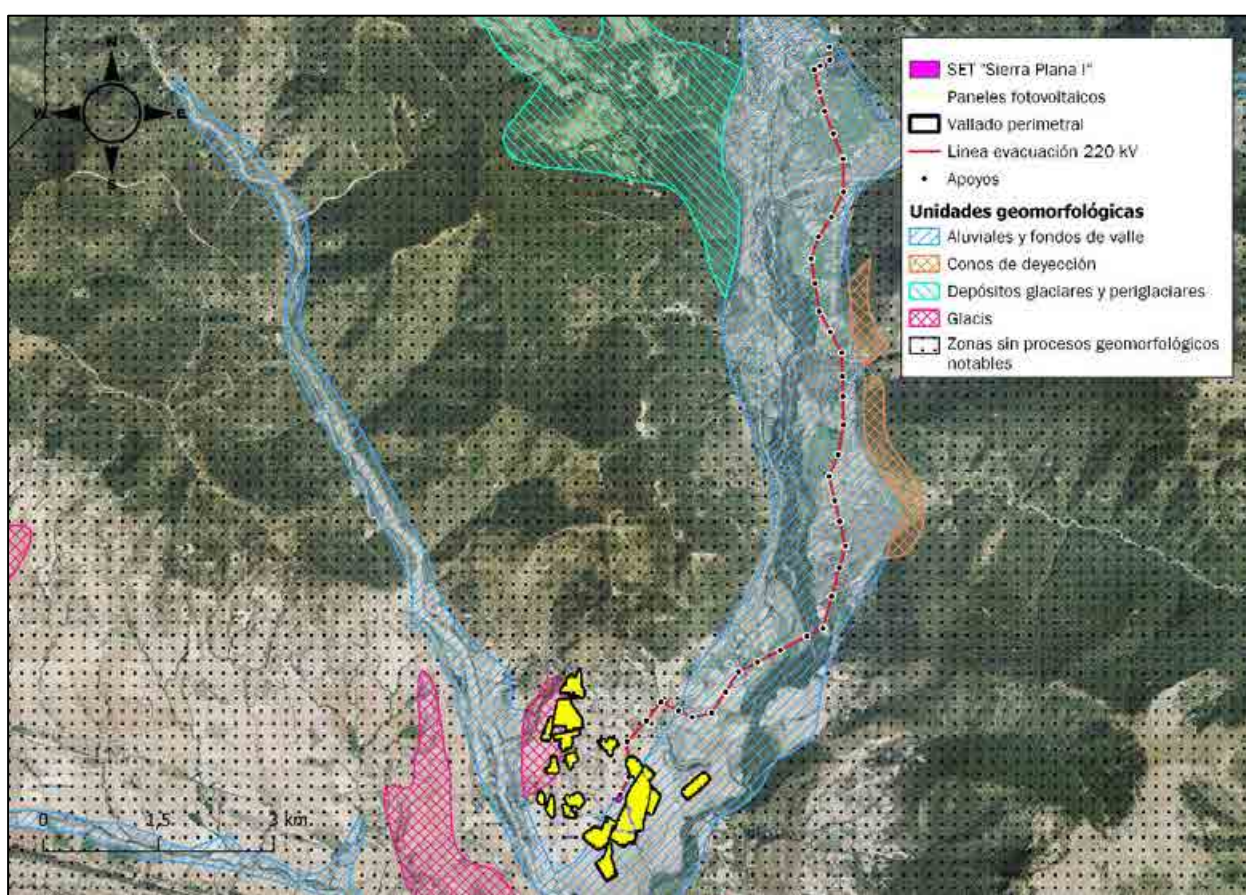 N
W
E
S
SET "Sierra Plana I"
Paneles fotovoltaicos
Vallado perimetral
Línea evacuación 220 kV
Apoyos
Unidades geomorfológicas
Aluviales y fondos de valle
Conos de deyección
Depósitos glaciares y periglaciares
Glacis
Zonas sin procesos geomorfológicos
notables
0 1,5 3 km